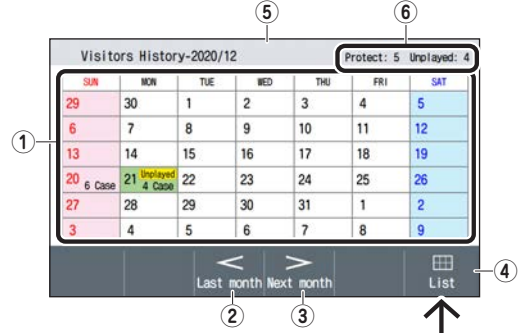 ⑤ ⑥
Visitors History-2020/12 Protect: 5 Unplayed: 4
SUN MON TUE WED THU FRI SAT
29 30 1 2 3 4 5
6 7 8 9 10 11 12
①
13 14 15 16 17 18 19
20 6 Case 21 Unplayed 4 Case 22 23 24 25 26
27 28 29 30 31 1 2
3 4 5 6 7 8 9
< > ④
Last month Next month List
② ③